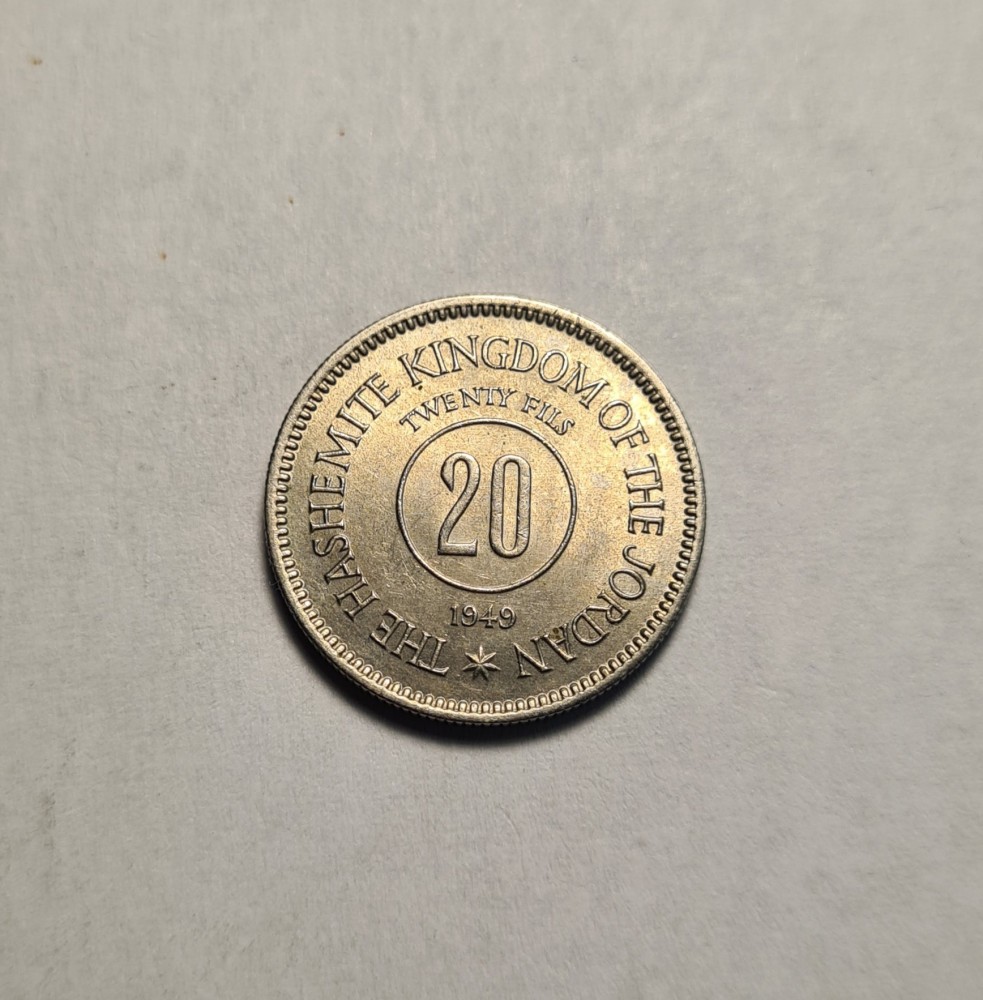 THE HASHEMITE KINGDOM OF THE JORDAN
TWENTY FILS
20
1949